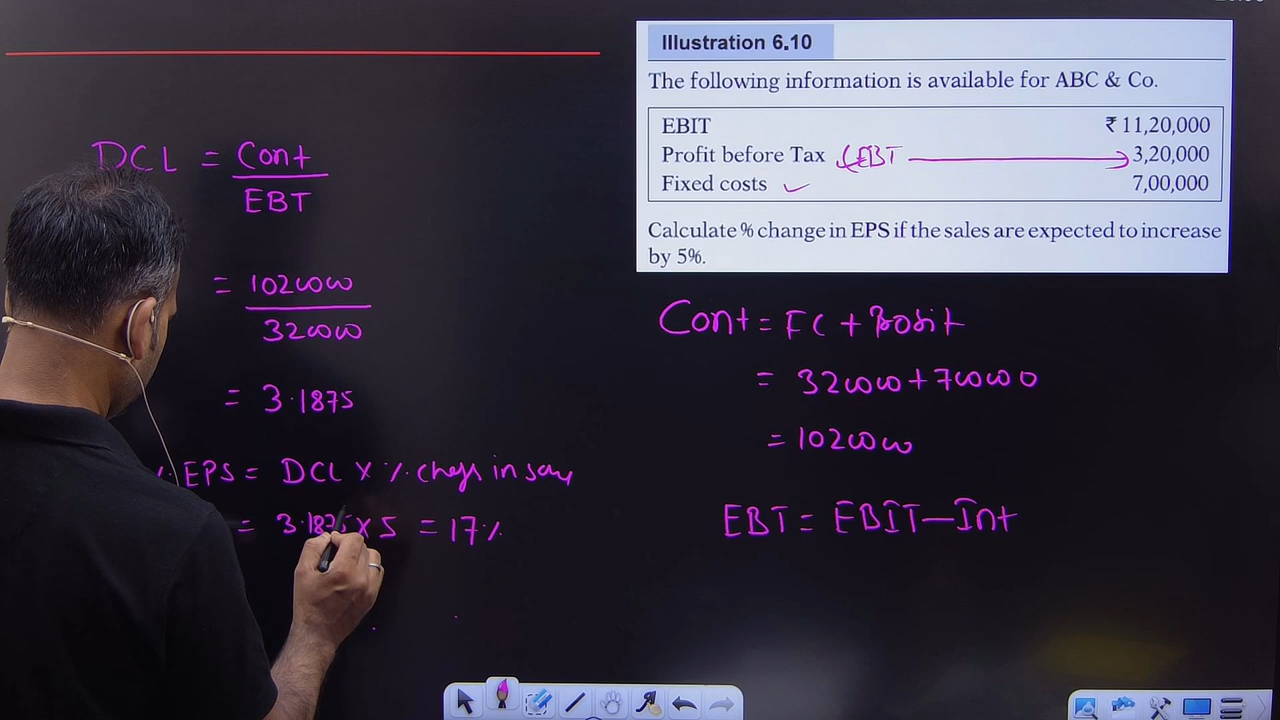 Illustration 6.10
The following information is available for ABC & Co.
EBIT ₹ 11,20,000
Profit before Tax (EBT 3,20,000
Fixed costs ✓ 7,00,000
Calculate % change in EPS if the sales are expected to increase
by 5%.
DCL = Cont
EBT
= 1020000
320000
= 3.1875
EPS = DCL x % in
= 3.1875 x 5 = 17%
Cont = FC + Profit
= 320000 + 700000
= 1020000
EBT = EBIT - Int